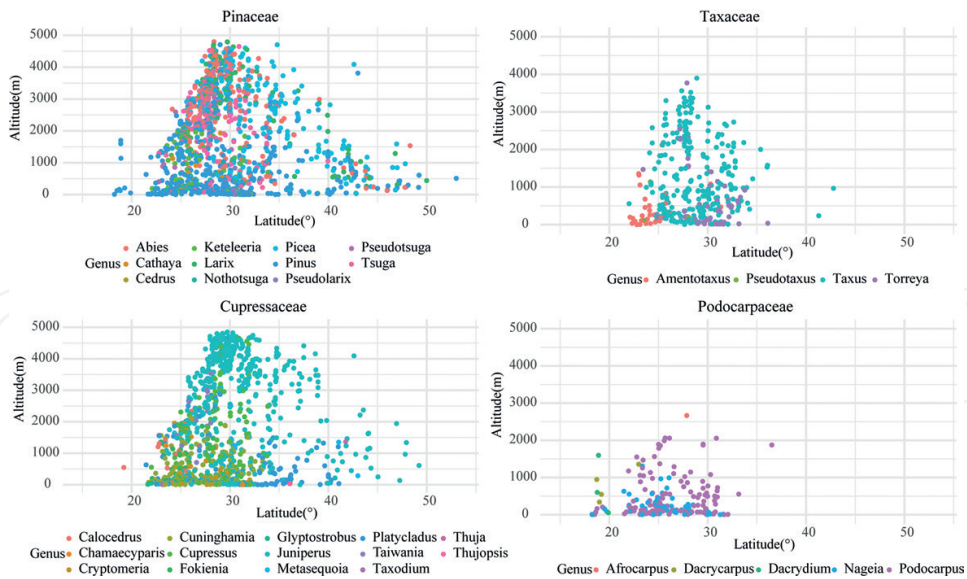 Pinaceae
5000
4000
3000
2000
1000
0
Altitude(m)
20 30 40 50
Latitude(°)
Abies Keteleeria Picea Pseudotsuga
Genus Cathaya Larix Pinus Tsuga
Cedrus Nothotsuga Pseudolarix
Taxaceae
5000
4000
3000
2000
1000
0
Altitude(m)
20 30 40 50
Latitude(°)
Genus Amentotaxus Pseudotaxus Taxus Torreya
Cupressaceae
5000
4000
3000
2000
1000
0
Altitude(m)
20 30 40 50
Latitude(°)
Calocedrus Cuninghamia Glyptostrobus Platycladus Thuja
Genus Chamaecyparis Cupressus Juniperus Taiwania Thujopsis
Cryptomeria Fokienia Metasequoia Taxodium
Podocarpaceae
5000
4000
3000
2000
1000
0
Altitude(m)
20 30 40 50
Latitude(°)
Genus Afrocarpus Dacrycarpus Dacrydium Nageia Podocarpus